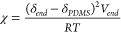 χ = (δ_end − δ_PDMS)² V_end / RT